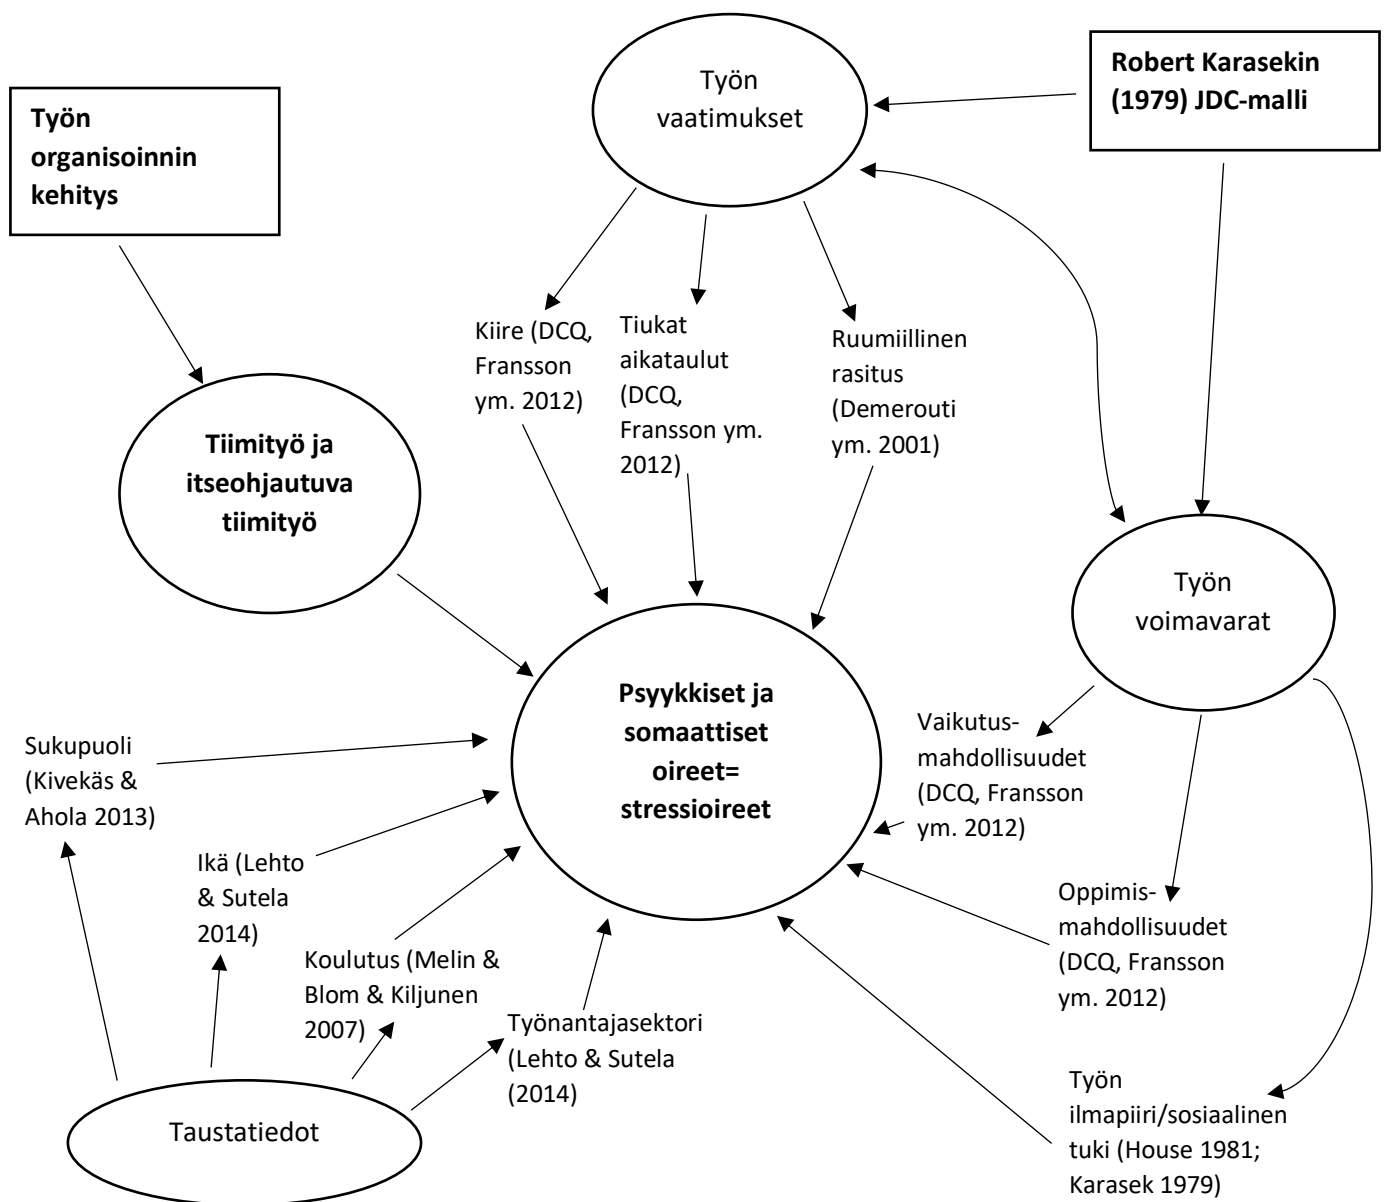 Työn
vaatimukset
Robert Karasekin
(1979) JDC-malli
Työn
organisoinnin
kehitys
Kiire (DCQ,
Fransson
ym. 2012)
Tiukat
aikataulut
(DCQ,
Fransson ym.
2012)
Ruumiillinen
rasitus
(Demerouti
ym. 2001)
Tiimityö ja
itseohjautuva
tiimityö
Työn
voimavarat
Psyykkiset ja
somaattiset
oireet=
stressioireet
Vaikutus-
mahdollisuudet
(DCQ, Fransson
ym. 2012)
Sukupuoli
(Kivekäs &
Ahola 2013)
Ikä (Lehto
& Sutela
2014)
Koulutus (Melin &
Blom & Kiljunen
2007)
Työnantajasektori
(Lehto & Sutela
(2014)
Oppimis-
mahdollisuudet
(DCQ, Fransson
ym. 2012)
Työn
ilmapiiri/sosiaalinen
tuki (House 1981;
Karasek 1979)
Taustatiedot